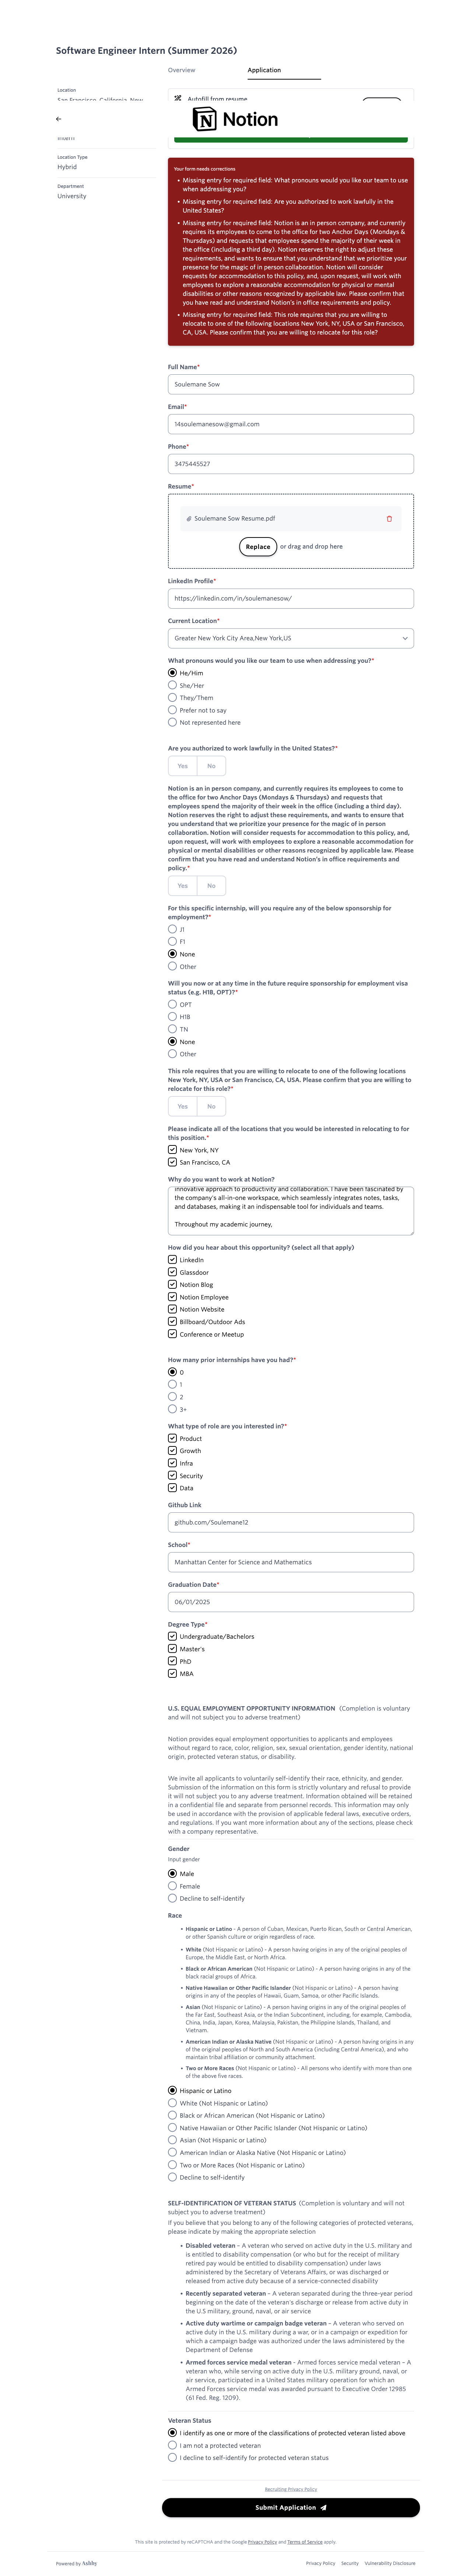 Software Engineer Intern (Summer 2026)
Overview
Application
Location
San Francisco, California, New
Autofill from resume
Notion
Location Type
Hybrid
Department
University
Your form needs corrections
• Missing entry for required field: What pronouns would you like our team to use
when addressing you?
• Missing entry for required field: Are you authorized to work lawfully in the
United States?
• Missing entry for required field: Notion is an in person company, and currently
requires its employees to come to the office for two Anchor Days (Mondays &
Thursdays) and requests that employees spend the majority of their week in
the office (including a third day). Notion reserves the right to adjust these
requirements, and wants to ensure that you understand that we prioritize your
presence for the magic of in person collaboration. Notion will consider
requests for accommodation to this policy, and, upon request, will work with
employees to explore a reasonable accommodation for physical or mental
disabilities or other reasons recognized by applicable law. Please confirm that
you have read and understand Notion's in office requirements and policy.
• Missing entry for required field: This role requires that you are willing to
relocate to one of the following locations New York, NY, USA or San Francisco,
CA, USA. Please confirm that you are willing to relocate for this role?
Full Name*
Soulemane Sow
Email*
14soulemanesow@gmail.com
Phone*
3475445527
Resume*
Soulemane Sow Resume.pdf
Replace or drag and drop here
LinkedIn Profile*
https://linkedin.com/in/soulemanesow/
Current Location*
Greater New York City Area,New York,US
What pronouns would you like our team to use when addressing you?*
He/Him
She/Her
They/Them
Prefer not to say
Not represented here
Are you authorized to work lawfully in the United States?*
Yes No
Notion is an in person company, and currently requires its employees to come to
the office for two Anchor Days (Mondays & Thursdays) and requests that
employees spend the majority of their week in the office (including a third day).
Notion reserves the right to adjust these requirements, and wants to ensure that
you understand that we prioritize your presence for the magic of in person
collaboration. Notion will consider requests for accommodation to this policy, and,
upon request, will work with employees to explore a reasonable accommodation for
physical or mental disabilities or other reasons recognized by applicable law. Please
confirm that you have read and understand Notion's in office requirements and
policy.*
Yes No
For this specific internship, will you require any of the below sponsorship for
employment?*
J1
F1
None
Other
Will you now or at any time in the future require sponsorship for employment visa
status (e.g. H1B, OPT)?*
OPT
H1B
TN
None
Other
This role requires that you are willing to relocate to one of the following locations
New York, NY, USA or San Francisco, CA, USA. Please confirm that you are willing to
relocate for this role?*
Yes No
Please indicate all of the locations that you would be interested in relocating to for
this position.*
New York, NY
San Francisco, CA
Why do you want to work at Notion?
innovative approach to productivity and collaboration. I have been fascinated by
the company's all-in-one workspace, which seamlessly integrates notes, tasks,
and databases, making it an indispensable tool for individuals and teams.
Throughout my academic journey,
How did you hear about this opportunity? (select all that apply)
LinkedIn
Glassdoor
Notion Blog
Notion Employee
Notion Website
Billboard/Outdoor Ads
Conference or Meetup
How many prior internships have you had?*
0
1
2
3+
What type of role are you interested in?*
Product
Growth
Infra
Security
Data
Github Link
github.com/Soulemane12
School*
Manhattan Center for Science and Mathematics
Graduation Date*
06/01/2025
Degree Type*
Undergraduate/Bachelors
Master's
PhD
MBA
U.S. EQUAL EMPLOYMENT OPPORTUNITY INFORMATION (Completion is voluntary
and will not subject you to adverse treatment)
Notion provides equal employment opportunities to applicants and employees
without regard to race, color, religion, sex, sexual orientation, gender identity, national
origin, protected veteran status, or disability.
We invite all applicants to voluntarily self-identify their race, ethnicity, and gender.
Submission of the information on this form is strictly voluntary and refusal to provide
it will not subject you to any adverse treatment. Information obtained will be retained
in a confidential and separate from personnel records. This information may only
be used in accordance with the provision of applicable federal laws, executive orders,
and regulations. If you want more information about any of the sections, please check
with a company representative.
Gender
Input gender
Male
Female
Decline to self-identify
Race
• Hispanic or Latino - A person of Cuban, Mexican, Puerto Rican, South or Central American,
or other Spanish culture or origin regardless of race.
• White (Not Hispanic or Latino) - A person having origins in any of the original peoples of
Europe, the Middle East, or North Africa.
• Black or African American (Not Hispanic or Latino) - A person having origins in any of the
black racial groups of Africa.
• Native Hawaiian or Other Pacific Islander (Not Hispanic or Latino) - A person having
origins in any of the peoples of Hawaii, Guam, Samoa, or other Pacific Islands.
• Asian (Not Hispanic or Latino) - A person having origins in any of the original peoples of
the Far East, Southeast Asia, or the Indian Subcontinent, including, for example, Cambodia,
China, India, Japan, Korea, Malaysia, Pakistan, the Philippine Islands, Thailand, and
Vietnam.
• American Indian or Alaska Native (Not Hispanic or Latino) - A person having origins in any
of the original peoples of North and South America (including Central America), and who
maintain tribal affiliation or community attachment.
• Two or More Races (Not Hispanic or Latino) - All persons who identify with more than one
of the above five races.
Hispanic or Latino
White (Not Hispanic or Latino)
Black or African American (Not Hispanic or Latino)
Native Hawaiian or Other Pacific Islander (Not Hispanic or Latino)
Asian (Not Hispanic or Latino)
American Indian or Alaska Native (Not Hispanic or Latino)
Two or More Races (Not Hispanic or Latino)
Decline to self-identify
SELF-IDENTIFICATION OF VETERAN STATUS (Completion is voluntary and will not
subject you to adverse treatment)
If you believe that you belong to any of the following categories of protected veterans,
please indicate by making the appropriate selection
• Disabled veteran – A veteran who served on active duty in the U.S. military and
is entitled to disability compensation (or who but for the receipt of military
retired pay would be entitled to disability compensation) under laws
administered by the Secretary of Veterans Affairs, or was discharged or
released from active duty because of a service-connected disability
• Recently separated veteran – A veteran separated during the three-year period
beginning on the date of the veteran's discharge or release from active duty in
the U.S military, ground, naval, or air service
• Active duty wartime or campaign badge veteran – A veteran who served on
active duty in the U.S. military during a war, or in a campaign or expedition for
which a campaign badge was authorized under the laws administered by the
Department of Defense
• Armed forces service medal veteran - Armed forces service medal veteran – A
veteran who, while serving on active duty in the U.S. military ground, naval, or
air service, participated in a United States military operation for which an
Armed Forces service medal was awarded pursuant to Executive Order 12985
(61 Fed. Reg. 1209).
Veteran Status
I identify as one or more of the classifications of protected veteran listed above
I am not a protected veteran
I decline to self-identify for protected veteran status
Recruiting Privacy Policy
Submit Application
This site is protected by reCAPTCHA and the Google Privacy Policy and Terms of Service apply.
Powered by Ashby
Privacy Policy Security Vulnerability Disclosure